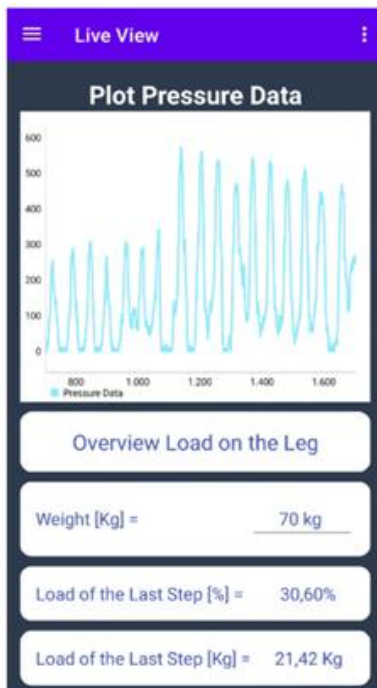 Live View
Plot Pressure Data
600
500
400
300
200
100
0
800 1.000 1.200 1.400 1.600
Pressure Data
Overview Load on the Leg
Weight [Kg] = 70 kg
Load of the Last Step [%] = 30,60%
Load of the Last Step [Kg] = 21,42 Kg